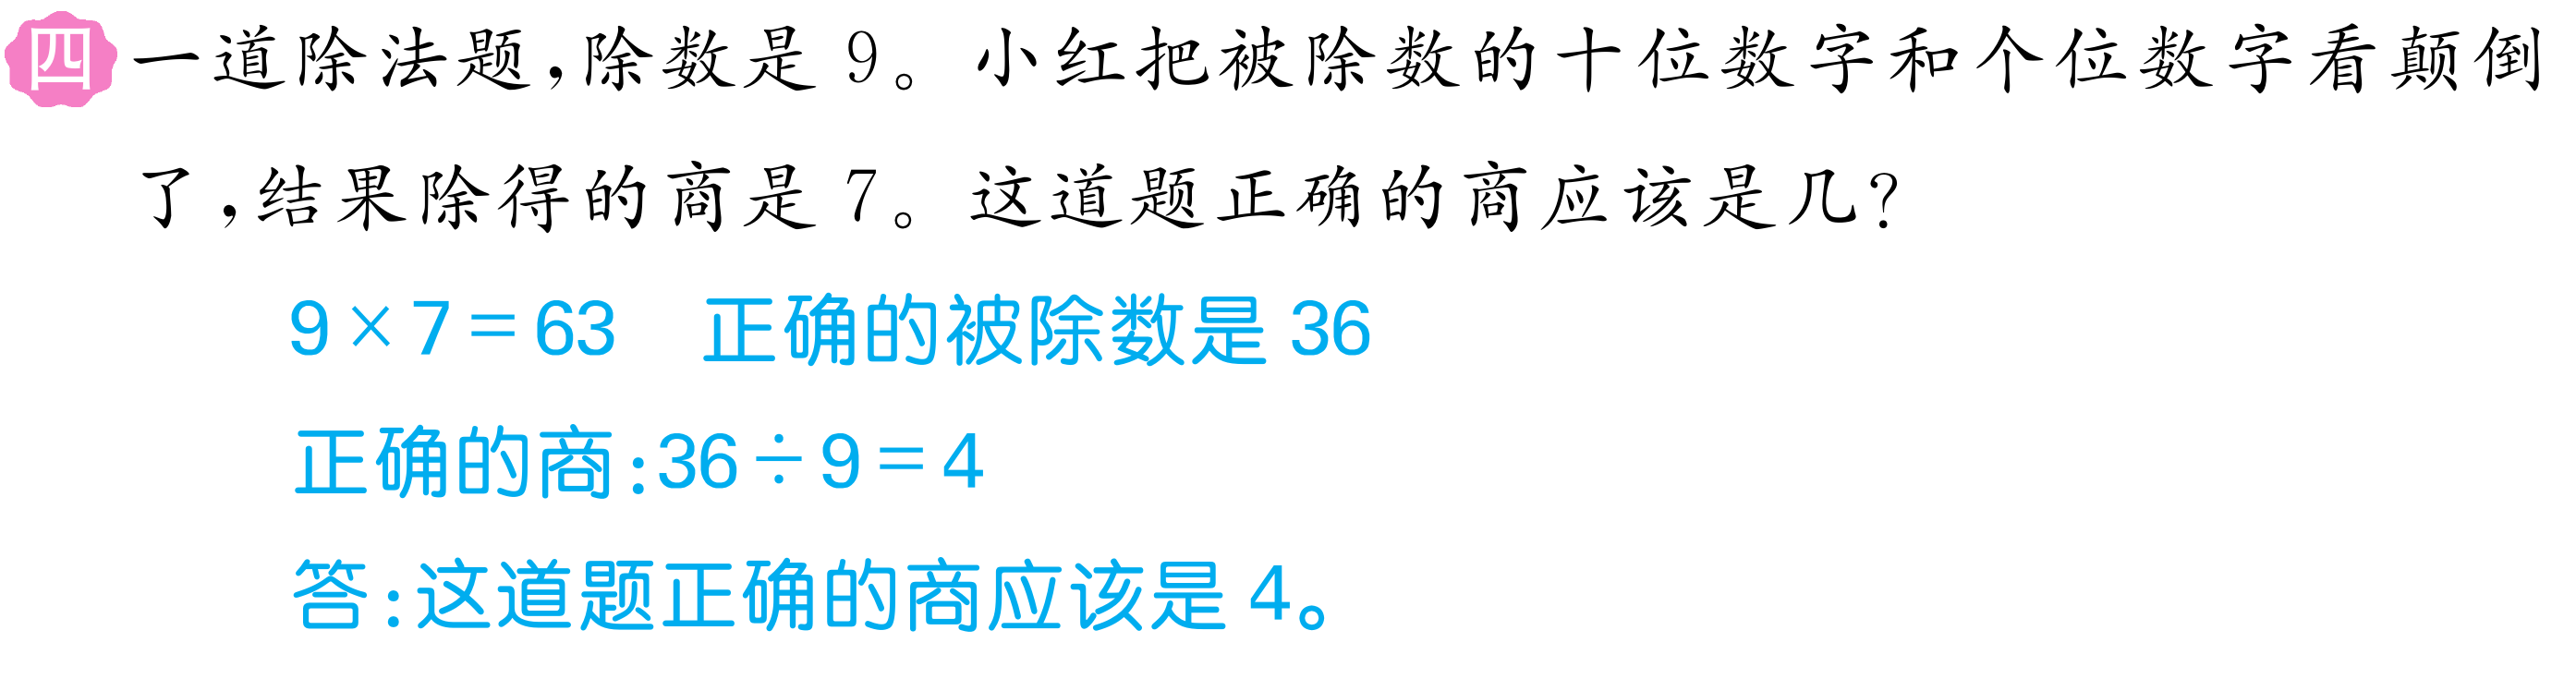 四 一道除法题,除数是 9。小红把被除数的十位数字和个位数字看颠倒
了,结果除得的商是 7。这道题正确的商应该是几?
9×7=63 正确的被除数是 36
正确的商:36÷9=4
答:这道题正确的商应该是 4。